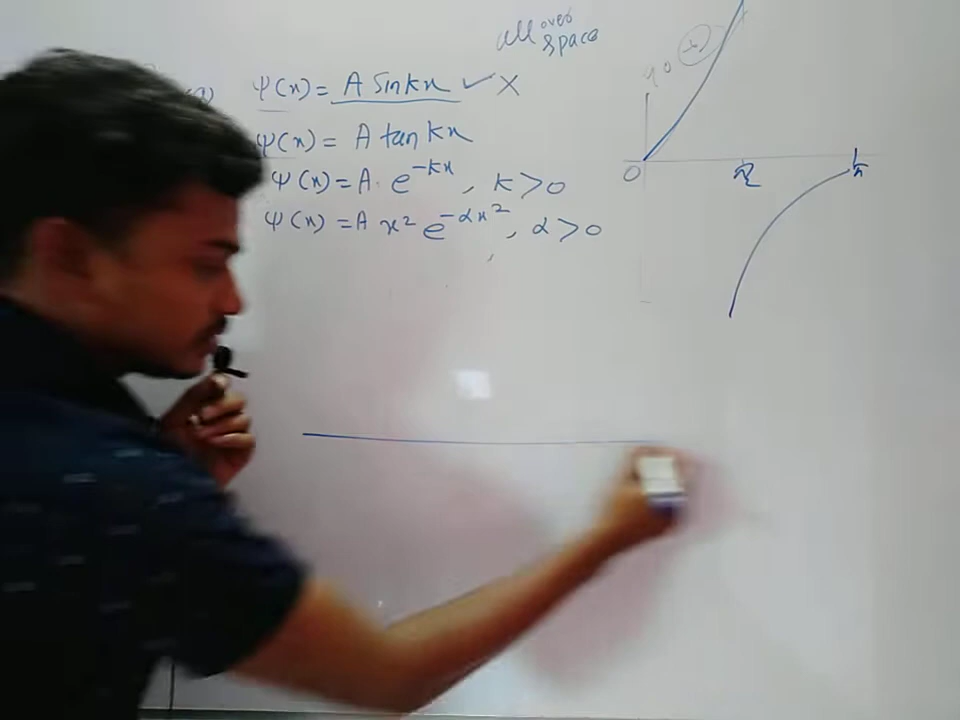 all over
space
ψ(x) = A sin kx ✓ ×
ψ(x) = A tan kx
ψ(x) = A. e^{-kx}, k > 0
ψ(x) = A x² e^{-αx²}, α > 0
∞
0
π/2
π